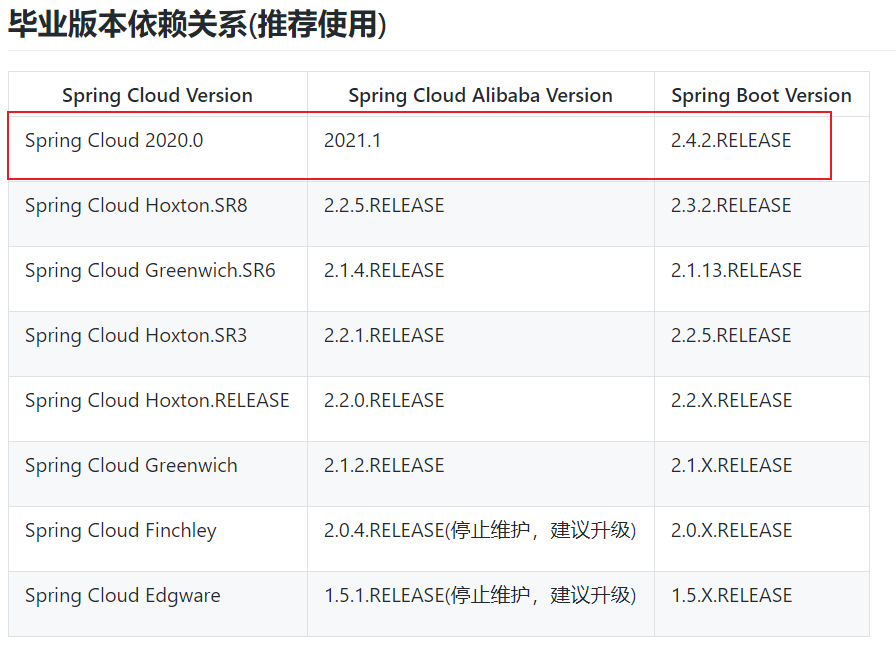 毕业版本依赖关系(推荐使用)
Spring Cloud Version Spring Cloud Alibaba Version Spring Boot Version
Spring Cloud 2020.0 2021.1 2.4.2.RELEASE
Spring Cloud Hoxton.SR8 2.2.5.RELEASE 2.3.2.RELEASE
Spring Cloud Greenwich.SR6 2.1.4.RELEASE 2.1.13.RELEASE
Spring Cloud Hoxton.SR3 2.2.1.RELEASE 2.2.5.RELEASE
Spring Cloud Hoxton.RELEASE 2.2.0.RELEASE 2.2.X.RELEASE
Spring Cloud Greenwich 2.1.2.RELEASE 2.1.X.RELEASE
Spring Cloud Finchley 2.0.4.RELEASE(停止维护，建议升级) 2.0.X.RELEASE
Spring Cloud Edgware 1.5.1.RELEASE(停止维护，建议升级) 1.5.X.RELEASE